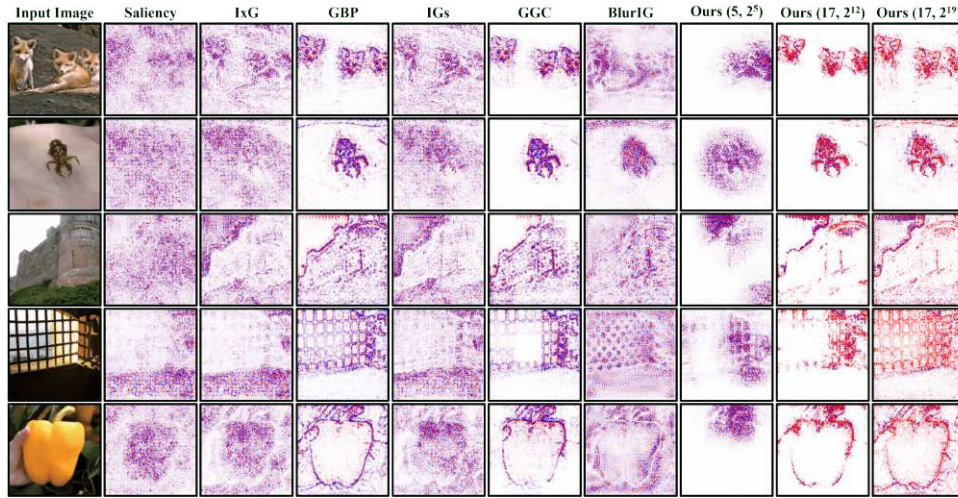 Input Image Saliency IxG GBP IGs GGC BlurIG Ours (5, 2⁵) Ours (17, 2¹²) Ours (17, 2¹⁹)